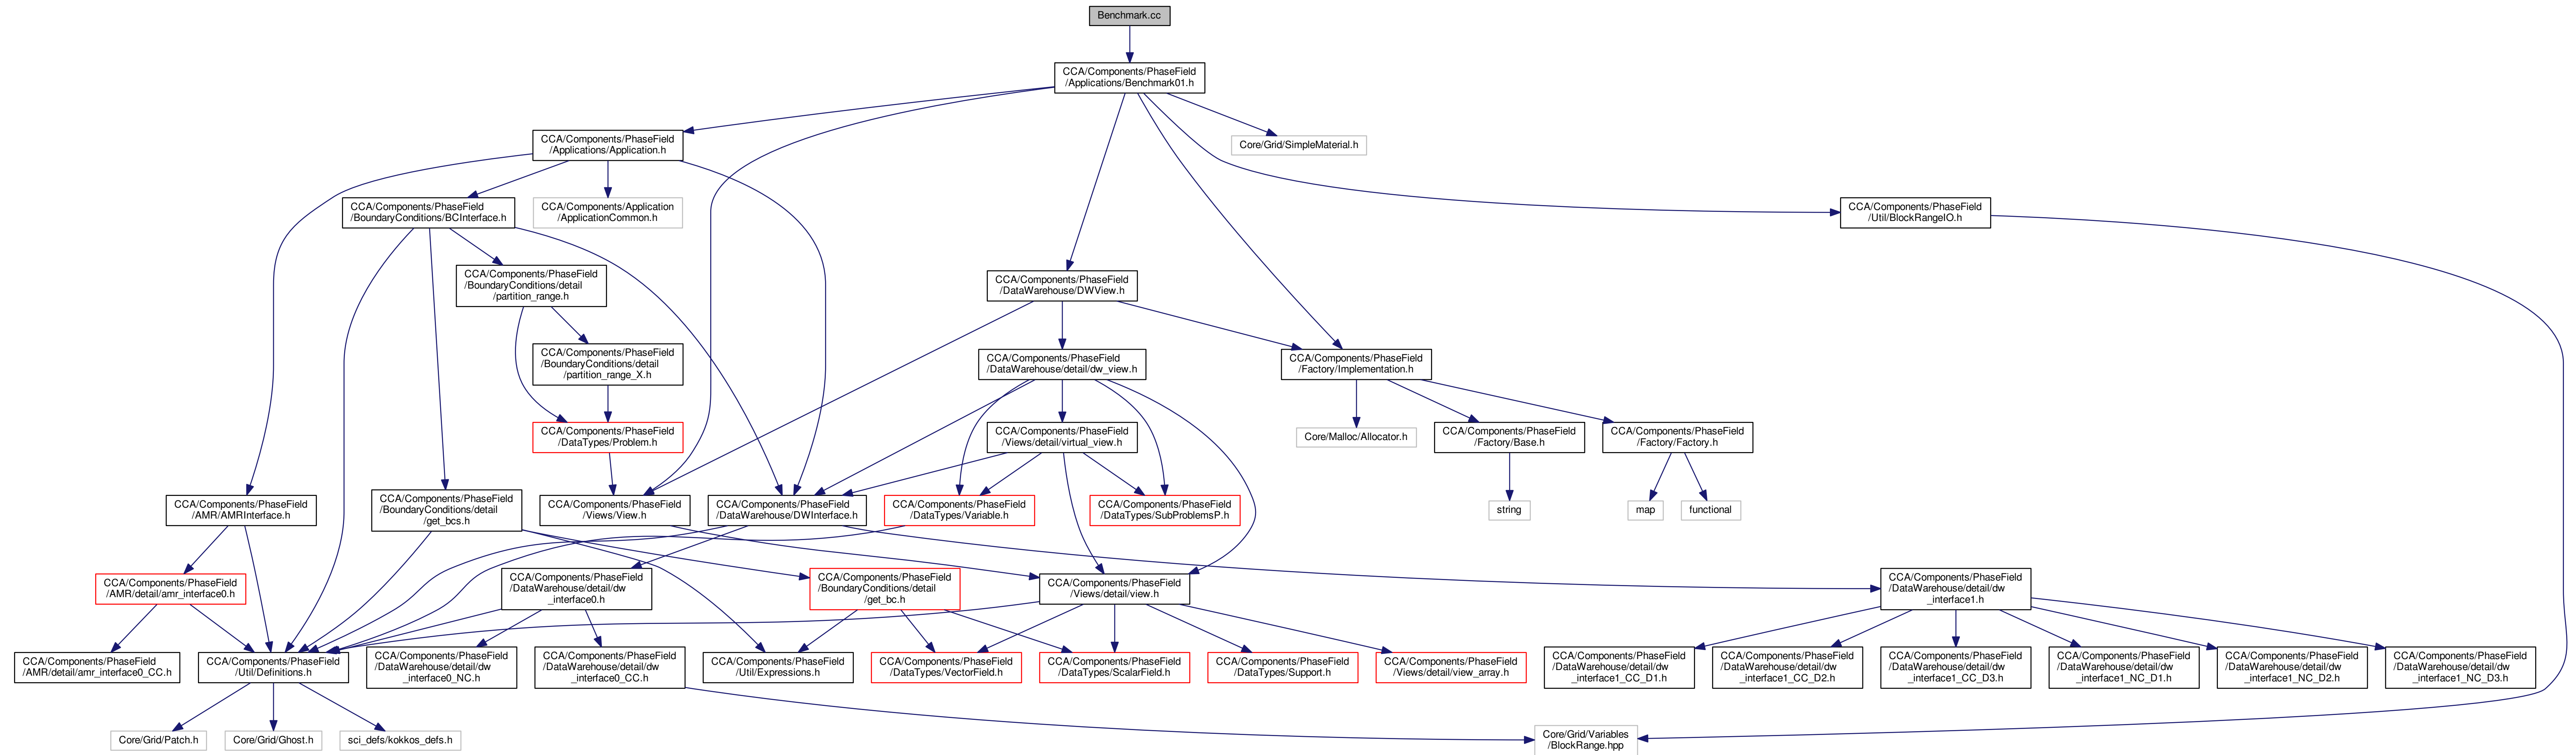 Benchmark.cc
CCA/Components/PhaseField
/Applications/Benchmark01.h
CCA/Components/PhaseField
/Applications/Application.h
Core/Grid/SimpleMaterial.h
CCA/Components/PhaseField
/BoundaryConditions/BCInterface.h
CCA/Components/Application
/ApplicationCommon.h
CCA/Components/PhaseField
/Util/BlockRangeIO.h
CCA/Components/PhaseField
/BoundaryConditions/detail
/partition_range.h
CCA/Components/PhaseField
/DataWarehouse/DWView.h
CCA/Components/PhaseField
/BoundaryConditions/detail
/partition_range_X.h
CCA/Components/PhaseField
/DataWarehouse/detail/dw_view.h
CCA/Components/PhaseField
/Factory/Implementation.h
CCA/Components/PhaseField
/DataTypes/Problem.h
CCA/Components/PhaseField
/Views/detail/virtual_view.h
Core/Malloc/Allocator.h
CCA/Components/PhaseField
/Factory/Base.h
CCA/Components/PhaseField
/Factory/Factory.h
CCA/Components/PhaseField
/AMR/AMRInterface.h
CCA/Components/PhaseField
/BoundaryConditions/detail
/get_bcs.h
CCA/Components/PhaseField
/Views/View.h
CCA/Components/PhaseField
/DataWarehouse/DWInterface.h
CCA/Components/PhaseField
/DataTypes/Variable.h
CCA/Components/PhaseField
/DataTypes/SubProblemsP.h
string
map
functional
CCA/Components/PhaseField
/AMR/detail/amr_interface0.h
CCA/Components/PhaseField
/DataWarehouse/detail/dw
_interface0.h
CCA/Components/PhaseField
/BoundaryConditions/detail
/get_bc.h
CCA/Components/PhaseField
/Views/detail/view.h
CCA/Components/PhaseField
/DataWarehouse/detail/dw
_interface1.h
CCA/Components/PhaseField
/AMR/detail/amr_interface0_CC.h
CCA/Components/PhaseField
/Util/Definitions.h
CCA/Components/PhaseField
/DataWarehouse/detail/dw
_interface0_NC.h
CCA/Components/PhaseField
/DataWarehouse/detail/dw
_interface0_CC.h
CCA/Components/PhaseField
/Util/Expressions.h
CCA/Components/PhaseField
/DataTypes/VectorField.h
CCA/Components/PhaseField
/DataTypes/ScalarField.h
CCA/Components/PhaseField
/DataTypes/Support.h
CCA/Components/PhaseField
/Views/detail/view_array.h
CCA/Components/PhaseField
/DataWarehouse/detail/dw
_interface1_CC_D1.h
CCA/Components/PhaseField
/DataWarehouse/detail/dw
_interface1_CC_D2.h
CCA/Components/PhaseField
/DataWarehouse/detail/dw
_interface1_CC_D3.h
CCA/Components/PhaseField
/DataWarehouse/detail/dw
_interface1_NC_D1.h
CCA/Components/PhaseField
/DataWarehouse/detail/dw
_interface1_NC_D2.h
CCA/Components/PhaseField
/DataWarehouse/detail/dw
_interface1_NC_D3.h
Core/Grid/Patch.h
Core/Grid/Ghost.h
sci_defs/kokkos_defs.h
Core/Grid/Variables
/BlockRange.hpp